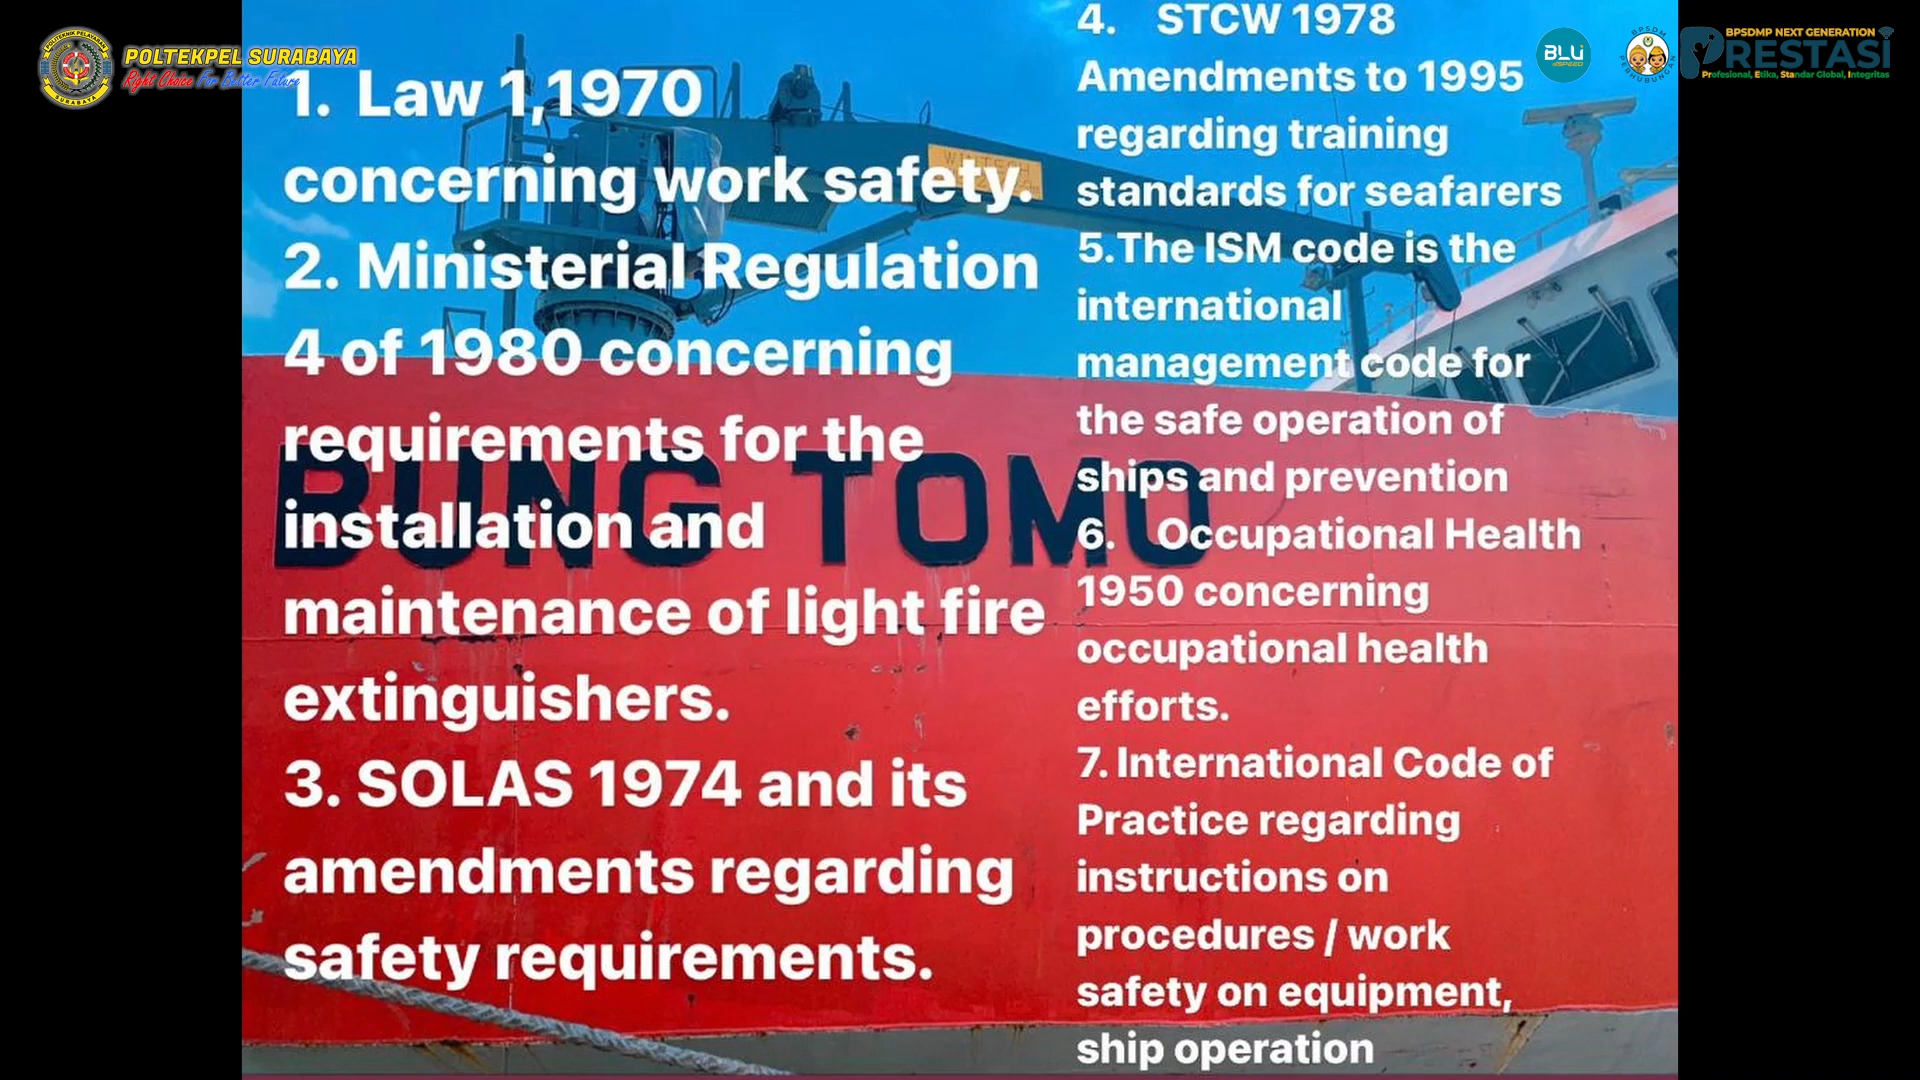 POLTEKPEL SURABAYA
Right Choice For Better Future
1. Law 1,1970
concerning work safety.
2. Ministerial Regulation
4 of 1980 concerning
requirements for the
installation and
maintenance of light fire
extinguishers.
3. SOLAS 1974 and its
amendments regarding
safety requirements.
4. STCW 1978
Amendments to 1995
regarding training
standards for seafarers
5.The ISM code is the
international
management code for
the safe operation of
ships and prevention
6. Occupational Health
1950 concerning
occupational health
efforts.
7. International Code of
Practice regarding
instructions on
procedures / work
safety on equipment,
ship operation
BUNG TOMO
BLU
SPEED
BPSDM
PERHUBUNGAN
BPSDMP NEXT GENERATION
PRESTASI
Profesional, Etika, Standar Global, Integritas